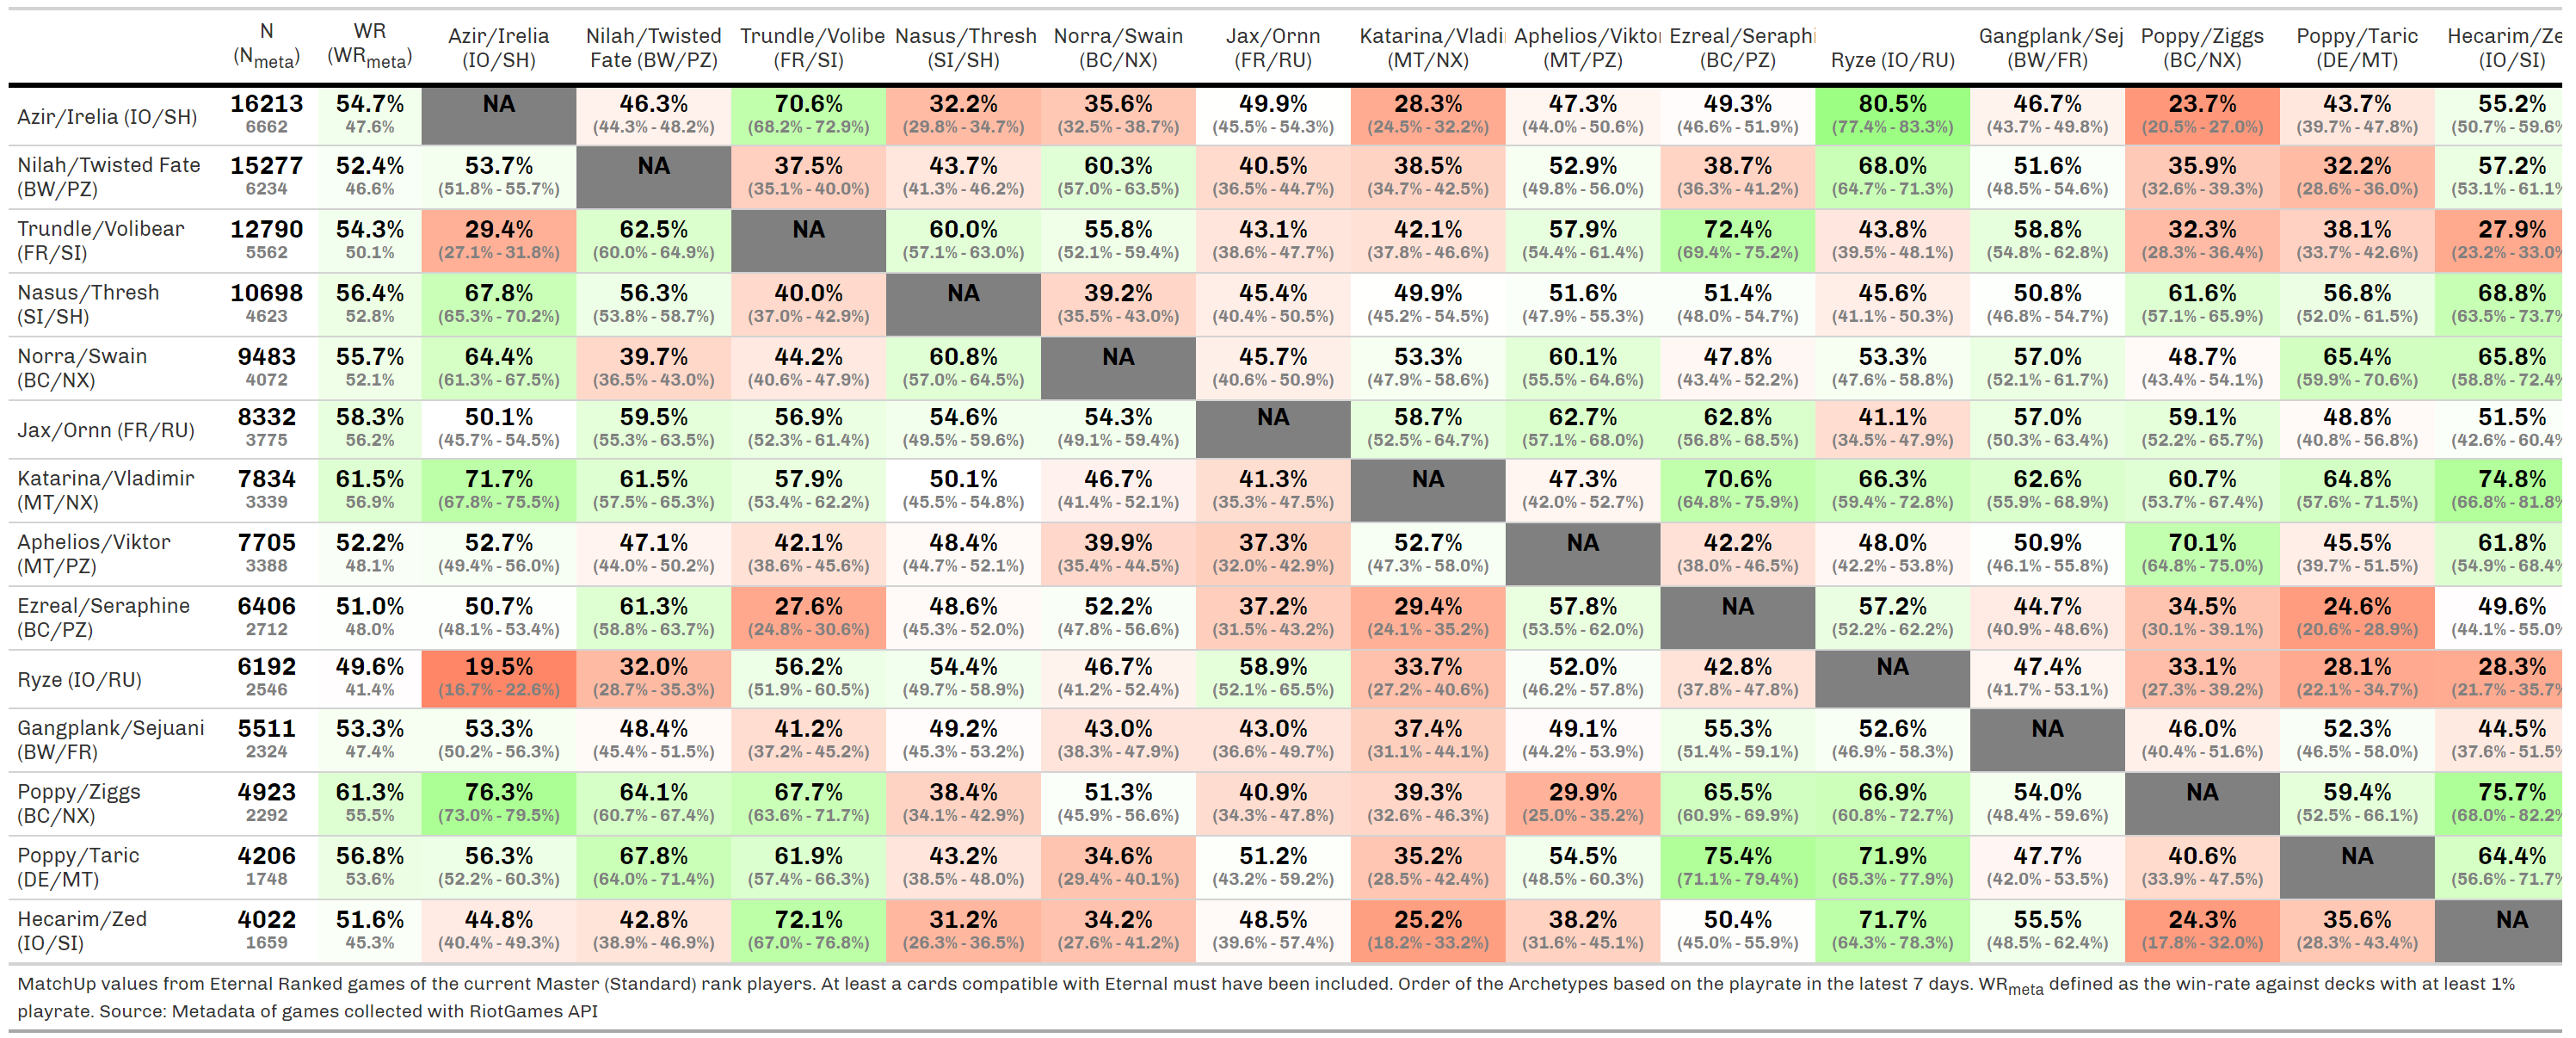 N WR Azir/Irelia Nilah/Twisted Trundle/Volibe Nasus/Thresh Norra/Swain Jax/Ornn Katarina/Vladi Aphelios/Vikto Ezreal/Seraphi Ryze (IO/RU) Gangplank/Sej Poppy/Ziggs Poppy/Taric Hecarim/Ze
(Nmeta) (WRmeta) (IO/SH) Fate (BW/PZ) (FR/SI) (SI/SH) (BC/NX) (FR/RU) (MT/NX) (MT/PZ) (BC/PZ) (BW/FR) (BC/NX) (DE/MT) (IO/SI)
Azir/Irelia (IO/SH) 16213 54.7% NA 46.3% 70.6% 32.2% 35.6% 49.9% 28.3% 47.3% 49.3% 80.5% 46.7% 23.7% 43.7% 55.2%
6662 47.6% (44.3% - 48.2%) (68.2% - 72.9%) (29.8% - 34.7%) (32.5% - 38.7%) (45.5% - 54.3%) (24.5% - 32.2%) (44.0% - 50.6%) (46.6% - 51.9%) (77.4% - 83.3%) (43.7% - 49.8%) (20.5% - 27.0%) (39.7% - 47.8%) (50.7% - 59.6%
Nilah/Twisted Fate 15277 52.4% 53.7% NA 37.5% 43.7% 60.3% 40.5% 38.5% 52.9% 38.7% 68.0% 51.6% 35.9% 32.2% 57.2%
(BW/PZ) 6234 46.6% (51.8% - 55.7%) (35.1% - 40.0%) (41.3% - 46.2%) (57.0% - 63.5%) (36.5% - 44.7%) (34.7% - 42.5%) (49.8% - 56.0%) (36.3% - 41.2%) (64.7% - 71.3%) (48.5% - 54.6%) (32.6% - 39.3%) (28.6% - 36.0%) (53.1% - 61.1%
Trundle/Volibear 12790 54.3% 29.4% 62.5% NA 60.0% 55.8% 43.1% 42.1% 57.9% 72.4% 43.8% 58.8% 32.3% 38.1% 27.9%
(FR/SI) 5562 50.1% (27.1% - 31.8%) (60.0% - 64.9%) (57.1% - 63.0%) (52.1% - 59.4%) (38.6% - 47.7%) (37.8% - 46.6%) (54.4% - 61.4%) (69.4% - 75.2%) (39.5% - 48.1%) (54.8% - 62.8%) (28.3% - 36.4%) (33.7% - 42.6%) (23.2% - 33.0%
Nasus/Thresh 10698 56.4% 67.8% 56.3% 40.0% NA 39.2% 45.4% 49.9% 51.6% 51.4% 45.6% 50.8% 61.6% 56.8% 68.8%
(SI/SH) 4623 52.8% (65.3% - 70.2%) (53.8% - 58.7%) (37.0% - 42.9%) (35.5% - 43.0%) (40.4% - 50.5%) (45.2% - 54.5%) (47.9% - 55.3%) (48.0% - 54.7%) (41.1% - 50.3%) (46.8% - 54.7%) (57.1% - 65.9%) (52.0% - 61.5%) (63.5% - 73.7%
Norra/Swain 9483 55.7% 64.4% 39.7% 44.2% 60.8% NA 45.7% 53.3% 60.1% 47.8% 53.3% 57.0% 48.7% 65.4% 65.8%
(BC/NX) 4072 52.1% (61.3% - 67.5%) (36.5% - 43.0%) (40.6% - 47.9%) (57.0% - 64.5%) (40.6% - 50.9%) (47.9% - 58.6%) (55.5% - 64.6%) (43.4% - 52.2%) (47.6% - 58.8%) (52.1% - 61.7%) (43.4% - 54.1%) (59.9% - 70.6%) (58.8% - 72.4%
Jax/Ornn (FR/RU) 8332 58.3% 50.1% 59.5% 56.9% 54.6% 54.3% NA 58.7% 62.7% 62.8% 41.1% 57.0% 59.1% 48.8% 51.5%
3775 56.2% (45.7% - 54.5%) (55.3% - 63.5%) (52.3% - 61.4%) (49.5% - 59.6%) (49.1% - 59.4%) (52.5% - 64.7%) (57.1% - 68.0%) (56.8% - 68.5%) (34.5% - 47.9%) (50.3% - 63.4%) (52.2% - 65.7%) (40.8% - 56.8%) (42.6% - 60.4%
Katarina/Vladimir 7834 61.5% 71.7% 61.5% 57.9% 50.1% 46.7% 41.3% NA 47.3% 70.6% 66.3% 62.6% 60.7% 64.8% 74.8%
(MT/NX) 3339 56.9% (67.8% - 75.5%) (57.5% - 65.3%) (53.4% - 62.2%) (45.5% - 54.8%) (41.4% - 52.1%) (35.3% - 47.5%) (42.0% - 52.7%) (64.8% - 75.9%) (59.4% - 72.8%) (55.9% - 68.9%) (53.7% - 67.4%) (57.6% - 71.5%) (66.8% - 81.8%
Aphelios/Viktor 7705 52.2% 52.7% 47.1% 42.1% 48.4% 39.9% 37.3% 52.7% NA 42.2% 48.0% 50.9% 70.1% 45.5% 61.8%
(MT/PZ) 3388 48.1% (49.4% - 56.0%) (44.0% - 50.2%) (38.6% - 45.6%) (44.7% - 52.1%) (35.4% - 44.5%) (32.0% - 42.9%) (47.3% - 58.0%) (38.0% - 46.5%) (42.2% - 53.8%) (46.1% - 55.8%) (64.8% - 75.0%) (39.7% - 51.5%) (54.9% - 68.4%
Ezreal/Seraphine 6406 51.0% 50.7% 61.3% 27.6% 48.6% 52.2% 37.2% 29.4% 57.8% NA 57.2% 44.7% 34.5% 24.6% 49.6%
(BC/PZ) 2712 48.0% (48.1% - 53.4%) (58.8% - 63.7%) (24.8% - 30.6%) (45.3% - 52.0%) (47.8% - 56.6%) (31.5% - 43.2%) (24.1% - 35.2%) (53.5% - 62.0%) (52.2% - 62.2%) (40.9% - 48.6%) (30.1% - 39.1%) (20.6% - 28.9%) (44.1% - 55.0%
Ryze (IO/RU) 6192 49.6% 19.5% 32.0% 56.2% 54.4% 46.7% 58.9% 33.7% 52.0% 42.8% NA 47.4% 33.1% 28.1% 28.3%
2546 41.4% (16.7% - 22.6%) (28.7% - 35.3%) (51.9% - 60.5%) (49.7% - 58.9%) (41.2% - 52.4%) (52.1% - 65.5%) (27.2% - 40.6%) (46.2% - 57.8%) (37.8% - 47.8%) (41.7% - 53.1%) (27.3% - 39.2%) (22.1% - 34.7%) (21.7% - 35.7%
Gangplank/Sejuani 5511 53.3% 53.3% 48.4% 41.2% 49.2% 43.0% 43.0% 37.4% 49.1% 55.3% 52.6% NA 46.0% 52.3% 44.5%
(BW/FR) 2324 47.4% (50.2% - 56.3%) (45.4% - 51.5%) (37.2% - 45.2%) (45.3% - 53.2%) (38.3% - 47.9%) (36.6% - 49.7%) (31.1% - 44.1%) (44.2% - 53.9%) (51.4% - 59.1%) (46.9% - 58.3%) (40.4% - 51.6%) (46.5% - 58.0%) (37.6% - 51.5%
Poppy/Ziggs 4923 61.3% 76.3% 64.1% 67.7% 38.4% 51.3% 40.9% 39.3% 29.9% 65.5% 66.9% 54.0% NA 59.4% 75.7%
(BC/NX) 2292 55.5% (73.0% - 79.5%) (60.7% - 67.4%) (63.6% - 71.7%) (34.1% - 42.9%) (45.9% - 56.6%) (34.3% - 47.8%) (32.6% - 46.3%) (25.0% - 35.2%) (60.9% - 69.9%) (60.8% - 72.7%) (48.4% - 59.6%) (52.5% - 66.1%) (68.0% - 82.2%
Poppy/Taric 4206 56.8% 56.3% 67.8% 61.9% 43.2% 34.6% 51.2% 35.2% 54.5% 75.4% 71.9% 47.7% 40.6% NA 64.4%
(DE/MT) 1748 53.6% (52.2% - 60.3%) (64.0% - 71.4%) (57.4% - 66.3%) (38.5% - 48.0%) (29.4% - 40.1%) (43.2% - 59.2%) (28.5% - 42.4%) (48.5% - 60.3%) (71.1% - 79.4%) (65.3% - 77.9%) (42.0% - 53.5%) (33.9% - 47.5%) (56.6% - 71.7%
Hecarim/Zed 4022 51.6% 44.8% 42.8% 72.1% 31.2% 34.2% 48.5% 25.2% 38.2% 50.4% 71.7% 55.5% 24.3% 35.6% NA
(IO/SI) 1659 45.3% (40.4% - 49.3%) (38.9% - 46.9%) (67.0% - 76.8%) (26.3% - 36.5%) (27.6% - 41.2%) (39.6% - 57.4%) (18.2% - 33.2%) (31.6% - 45.1%) (45.0% - 55.9%) (64.3% - 78.3%) (48.5% - 62.4%) (17.8% - 32.0%) (28.3% - 43.4%)
MatchUp values from Eternal Ranked games of the current Master (Standard) rank players. At least a cards compatible with Eternal must have been included. Order of the Archetypes based on the playrate in the latest 7 days. WRmeta defined as the win-rate against decks with at least 1%
playrate. Source: Metadata of games collected with RiotGames API